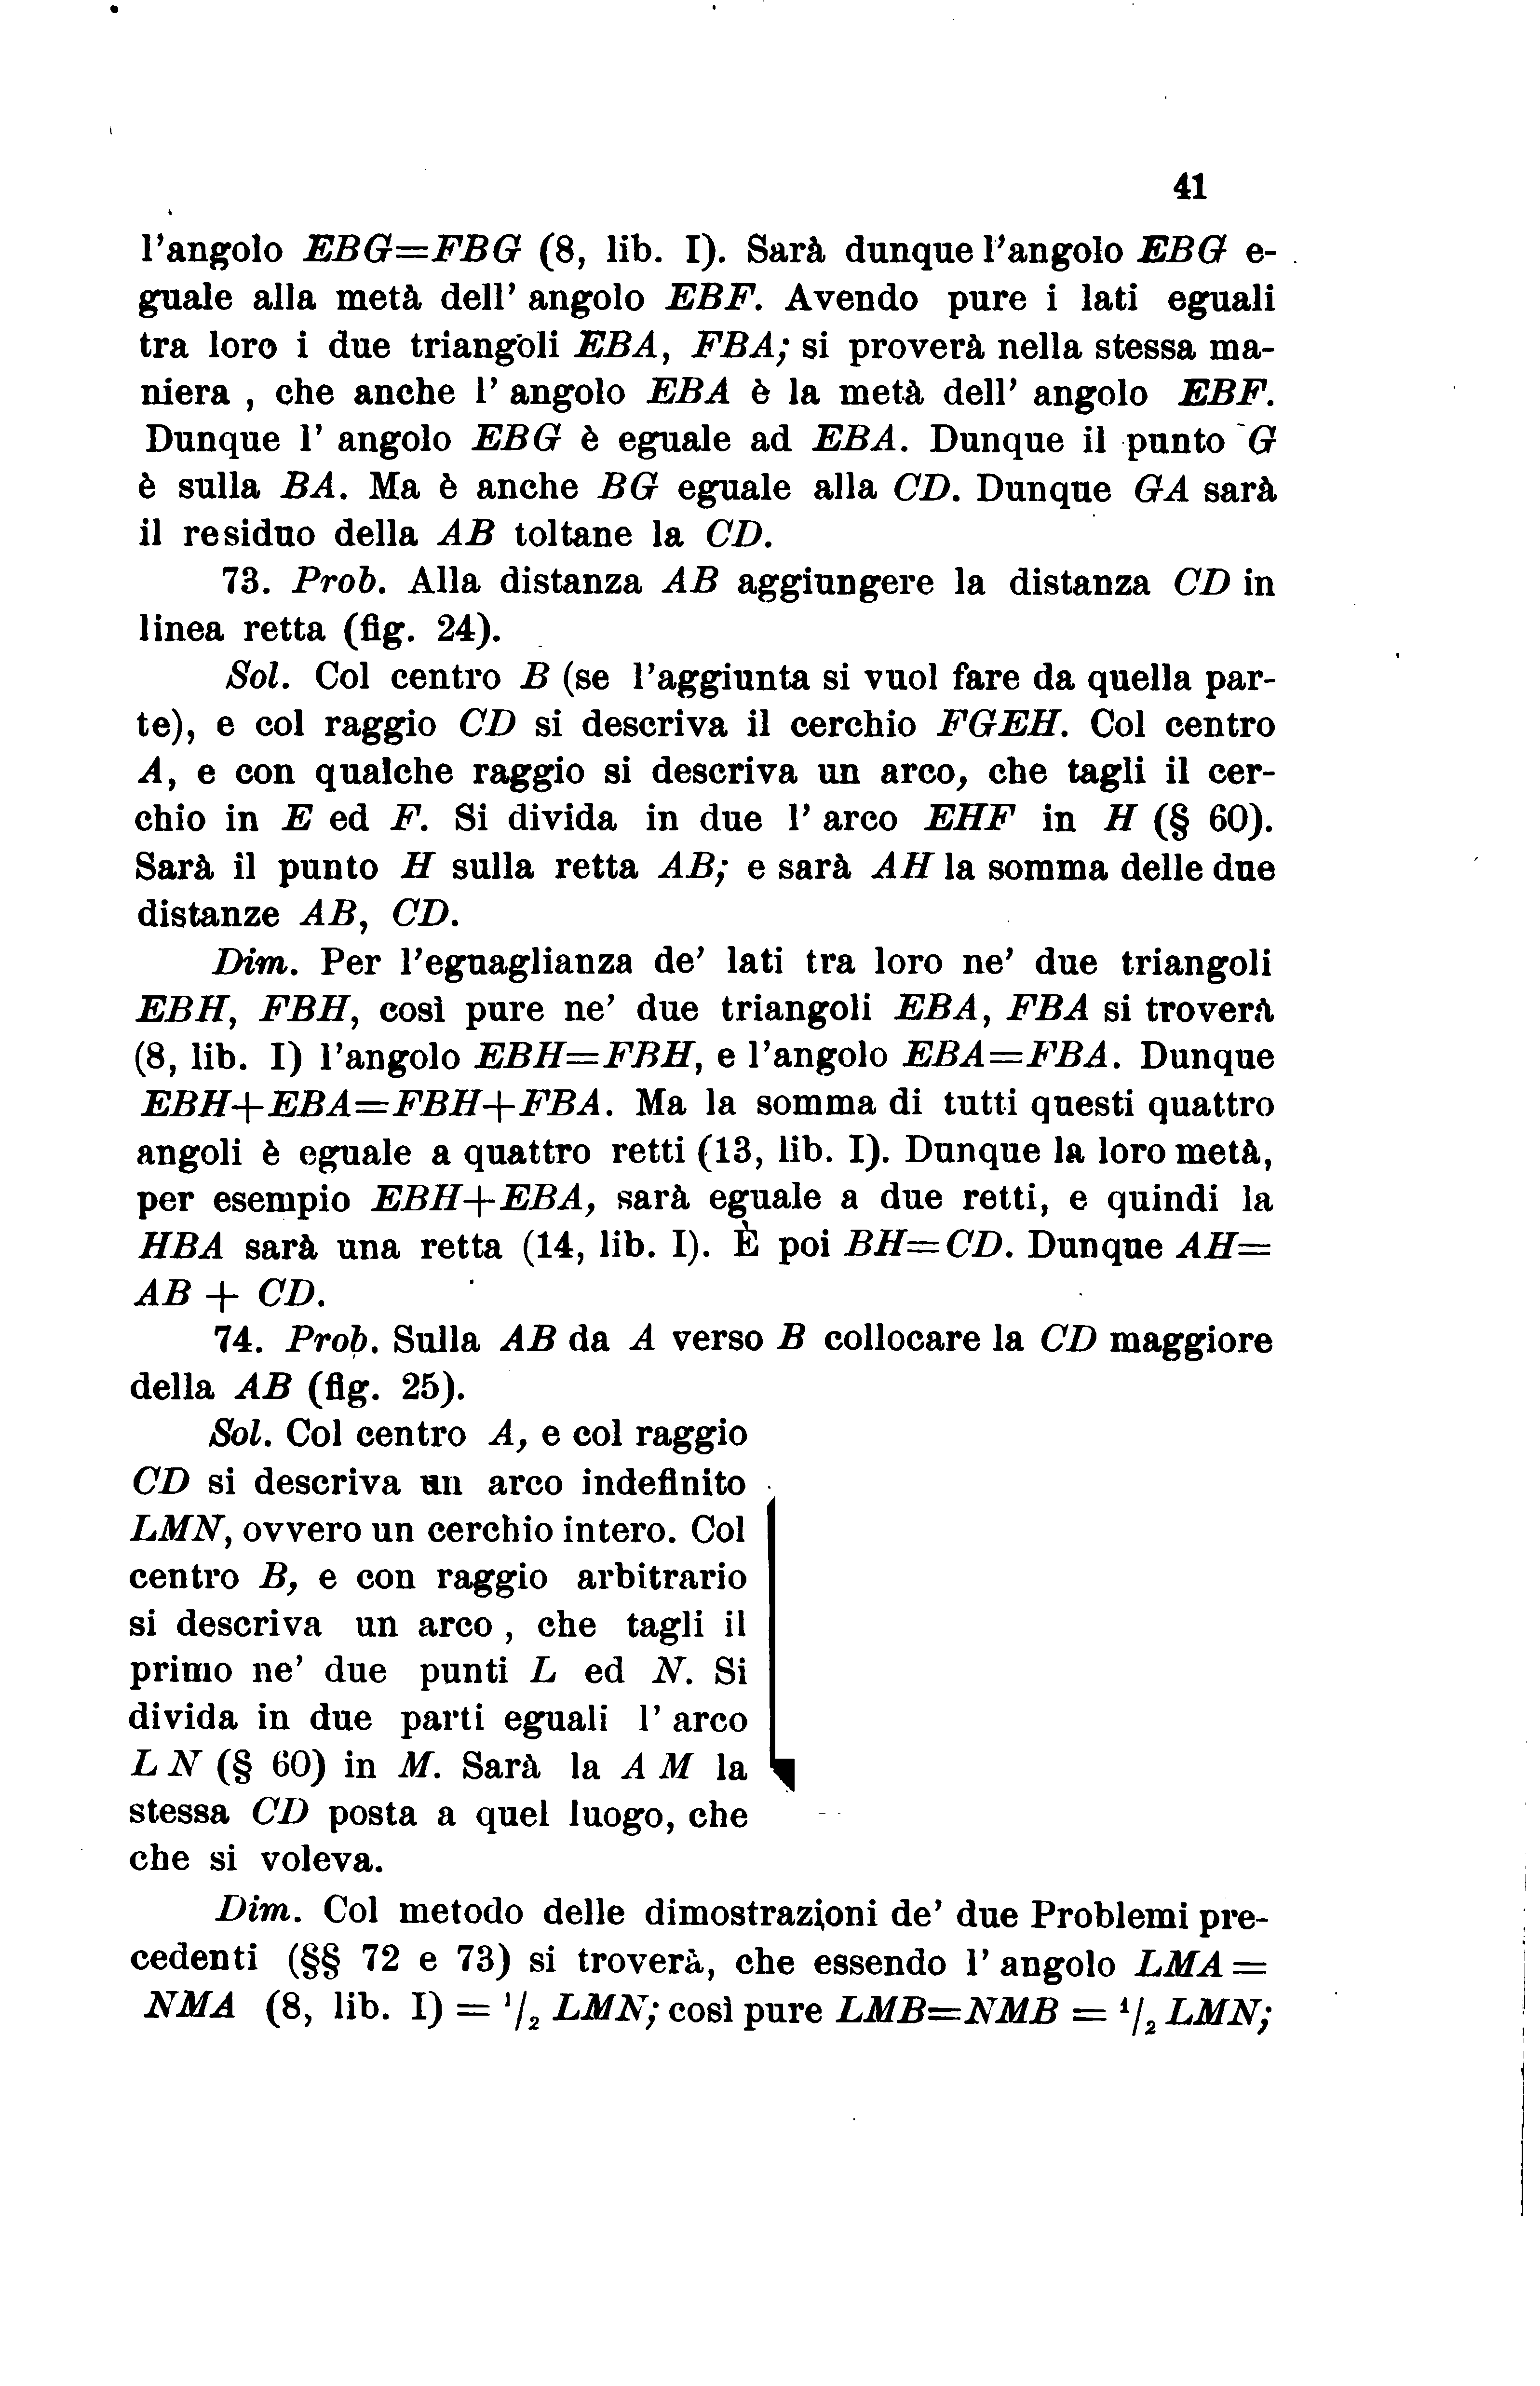 41
l'angolo EBG=FBG (8, lib. I). Sarà dunque l'angolo EBG e-
guale alla metà dell' angolo EBF. Avendo pure i lati eguali
tra loro i due triangoli EBA, FBA; si proverà nella stessa ma-
niera , che anche l' angolo EBA è la metà dell' angolo EBF.
Dunque l' angolo EBG è eguale ad EBA. Dunque il punto G
è sulla BA. Ma è anche BG eguale alla CD. Dunque GA sarà
il residuo della AB toltane la CD.
73. Prob. Alla distanza AB aggiungere la distanza CD in
linea retta (fig. 24).
Sol. Col centro B (se l'aggiunta si vuol fare da quella par-
te), e col raggio CD si descriva il cerchio FGEH. Col centro
A, e con qualche raggio si descriva un arco, che tagli il cer-
chio in E ed F. Si divida in due l' arco EHF in H (§ 60).
Sarà il punto H sulla retta AB; e sarà AH la somma delle due
distanze AB, CD.
Dim. Per l'eguaglianza de' lati tra loro ne' due triangoli
EBH, FBH, così pure ne' due triangoli EBA, FBA si troverà
(8, lib. I) l'angolo EBH=FBH, e l'angolo EBA=FBA. Dunque
EBH+EBA=FBH+FBA. Ma la somma di tutti questi quattro
angoli è eguale a quattro retti (13, lib. I). Dunque la loro metà,
per esempio EBH+EBA, sarà eguale a due retti, e quindi la
HBA sarà una retta (14, lib. I). È poi BH=CD. Dunque AH=
AB + CD.
74. Prob. Sulla AB da A verso B collocare la CD maggiore
della AB (fig. 25).
Sol. Col centro A, e col raggio
CD si descriva un arco indefinito
LMN, ovvero un cerchio intero. Col
centro B, e con raggio arbitrario
si descriva un arco , che tagli il
primo ne' due punti L ed N. Si
divida in due parti eguali l' arco
L N (§ 60) in M. Sarà la A M la
stessa CD posta a quel luogo, che
che si voleva.
Dim. Col metodo delle dimostrazioni de' due Problemi pre-
cedenti (§§ 72 e 73) si troverà, che essendo l' angolo LMA =
NMA (8, lib. I) = 1/2 LMN; così pure LMB=NMB = 1/2 LMN;